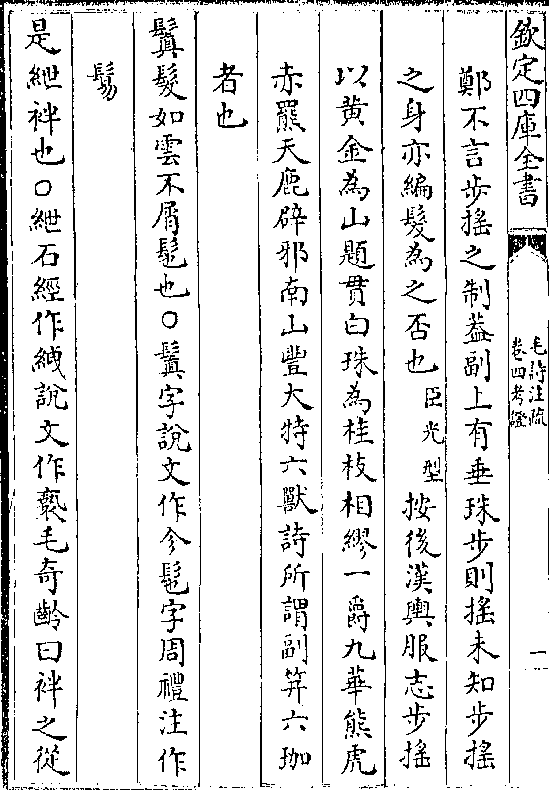 欽定四庫全書
毛詩注疏
卷四考證
一
鄭不言步搖之制葢副上有垂珠步則搖未知步搖
之身亦編髮為之否也臣光型按後漢輿服志步搖
以黄金為山題貫白珠為桂枝相繆一爵九華熊虎
赤羆天鹿辟邪南山豐大特六獸詩所謂副笄六珈
者也
鬒髮如雲不屑髢也○鬒字說文作㐱髢字周禮注作
髢
是紲袢也○紲石經作絏說文作褻毛奇齡曰袢之從